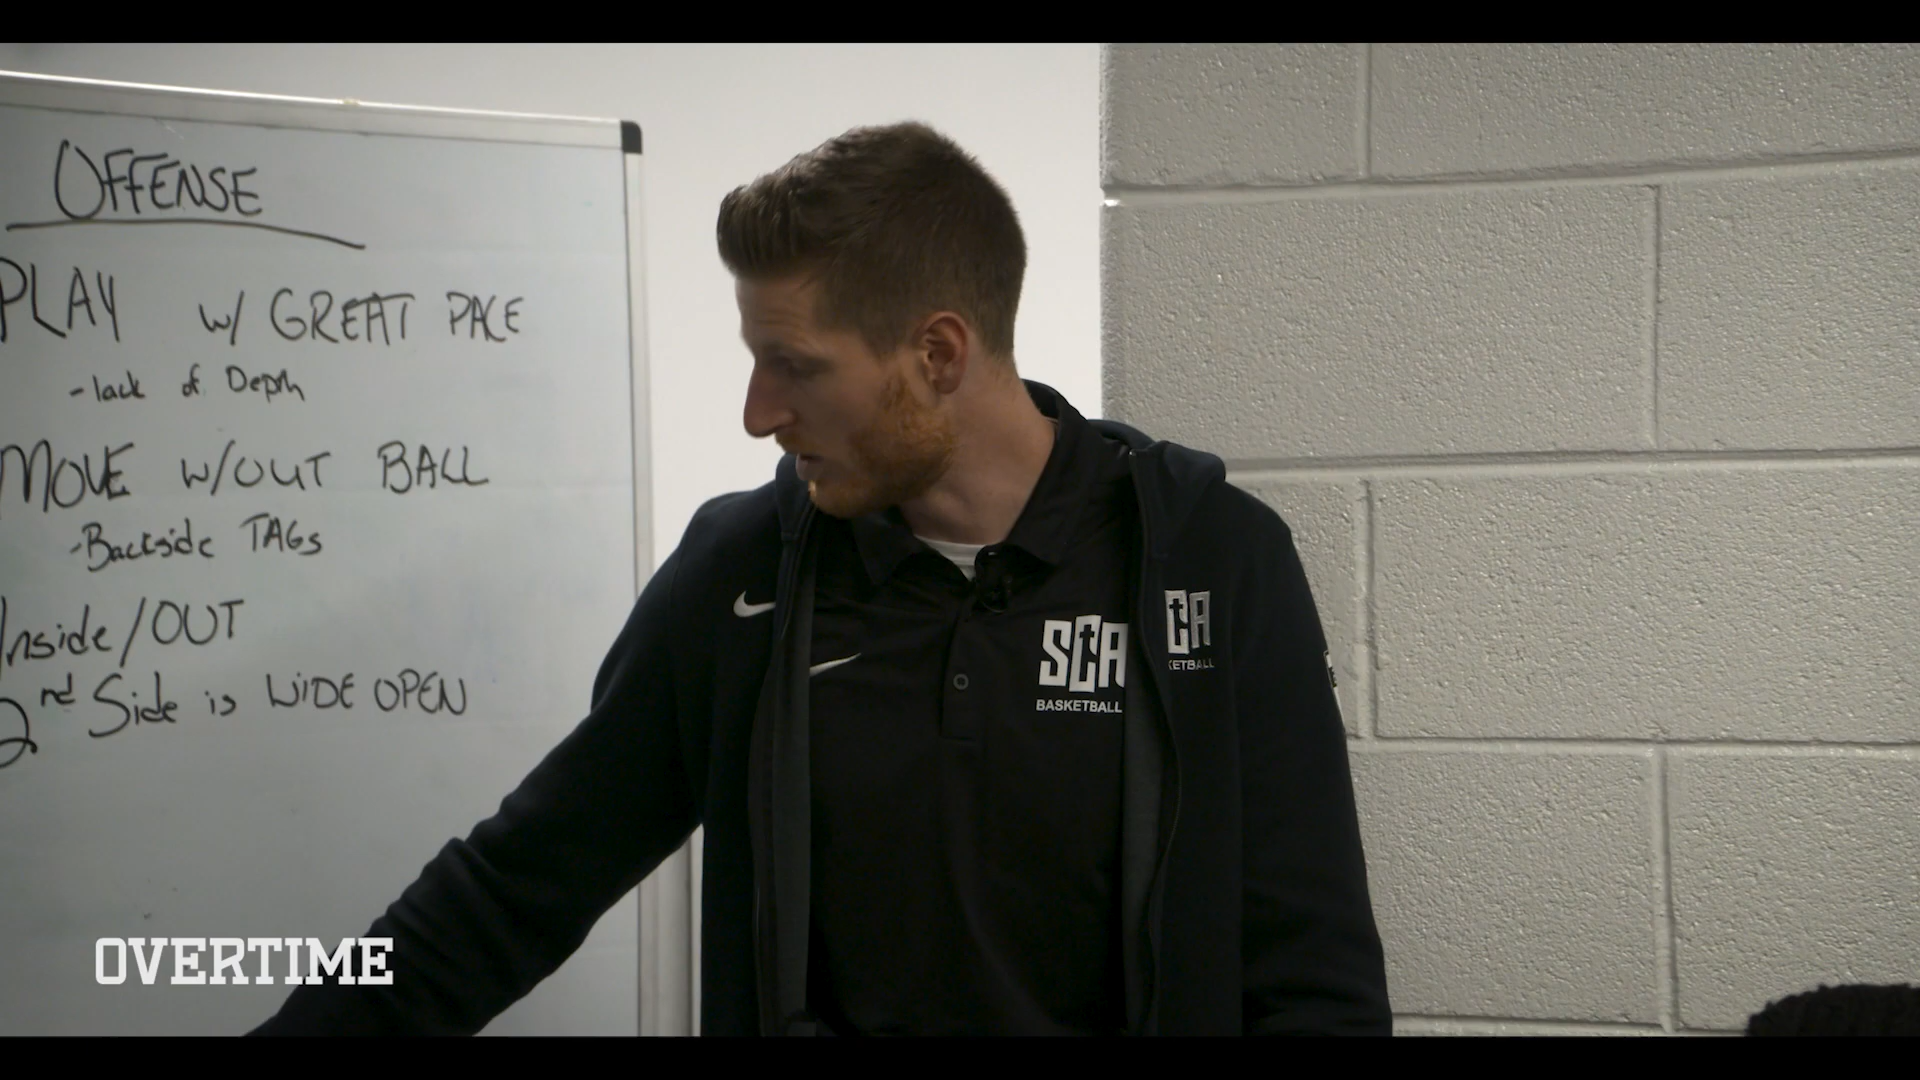 OFFENSE
PLAY w/ GREAT PACE
-lack of Depth
MOVE W/OUT BALL
-Backside TAGs
Inside/OUT
2nd Side is WIDE OPEN
SCA
BASKETBALL
CA
KETBALL
OVERTIME